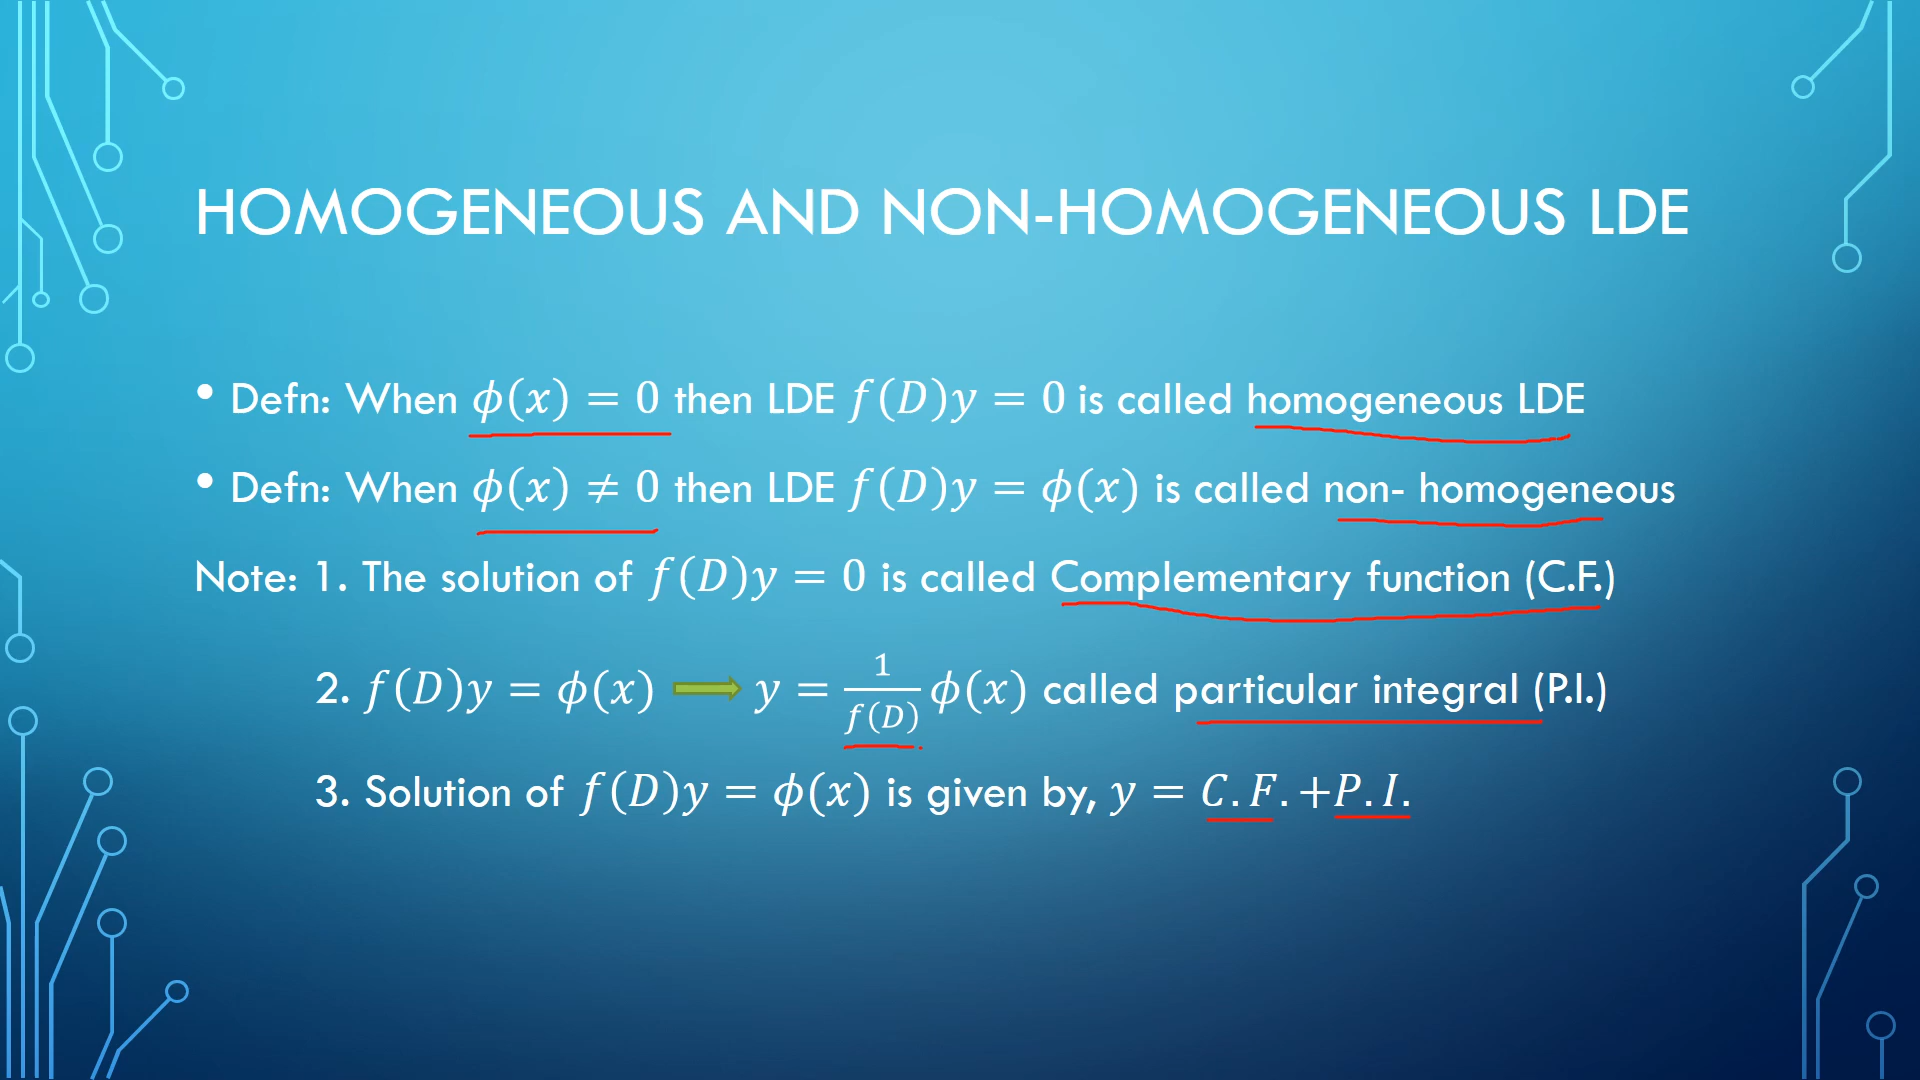 HOMOGENEOUS AND NON-HOMOGENEOUS LDE
• Defn: When 𝜙(𝑥) = 0 then LDE 𝑓(𝐷)𝑦 = 0 is called homogeneous LDE
• Defn: When 𝜙(𝑥) ≠ 0 then LDE 𝑓(𝐷)𝑦 = 𝜙(𝑥) is called non- homogeneous
Note: 1. The solution of 𝑓(𝐷)𝑦 = 0 is called Complementary function (C.F.)
2. 𝑓(𝐷)𝑦 = 𝜙(𝑥) ⟹ 𝑦 = 1/𝑓(𝐷) 𝜙(𝑥) called particular integral (P.I.)
3. Solution of 𝑓(𝐷)𝑦 = 𝜙(𝑥) is given by, 𝑦 = 𝐶.𝐹.+𝑃.𝐼.